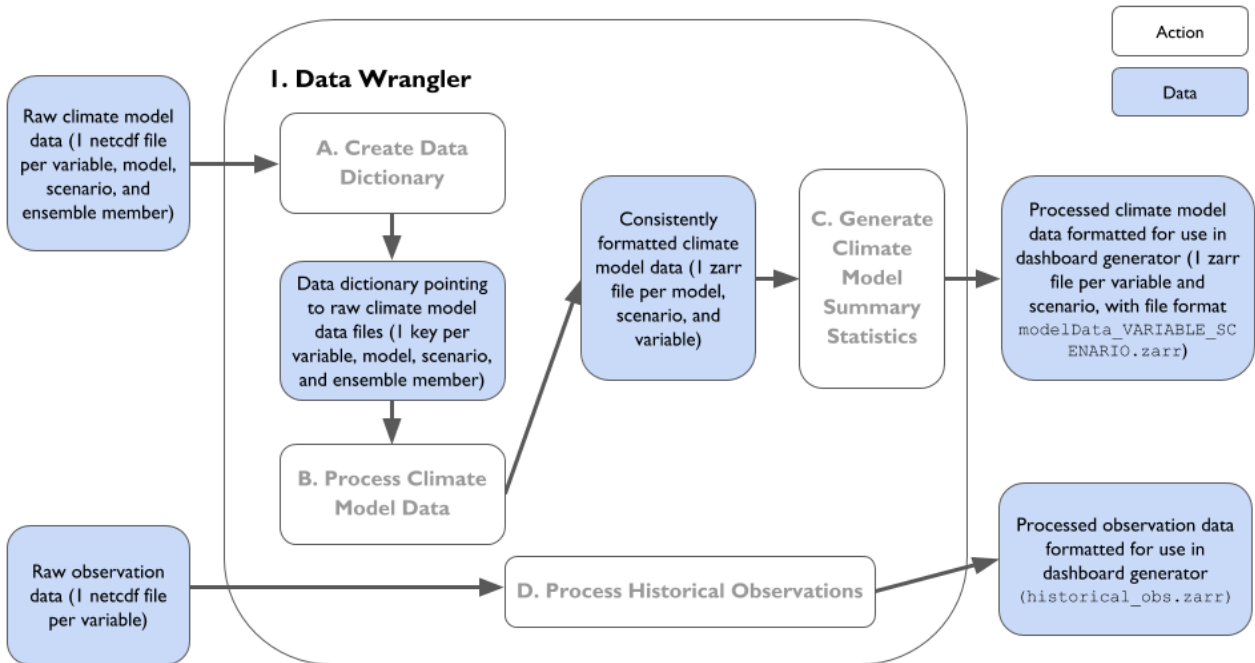 Action
Data
1. Data Wrangler
Raw climate model
data (1 netcdf file
per variable, model,
scenario, and
ensemble member)
A. Create Data
Dictionary
Data dictionary pointing
to raw climate model
data files (1 key per
variable, model, scenario,
and ensemble member)
B. Process Climate
Model Data
Consistently
formatted climate
model data (1 zarr
file per model,
scenario, and
variable)
C. Generate
Climate
Model
Summary
Statistics
Processed climate model
data formatted for use in
dashboard generator (1 zarr
file per variable and
scenario, with file format
modelData_VARIABLE_SC
ENARIO.zarr)
Raw observation
data (1 netcdf file
per variable)
D. Process Historical Observations
Processed observation data
formatted for use in
dashboard generator
(historical_obs.zarr)